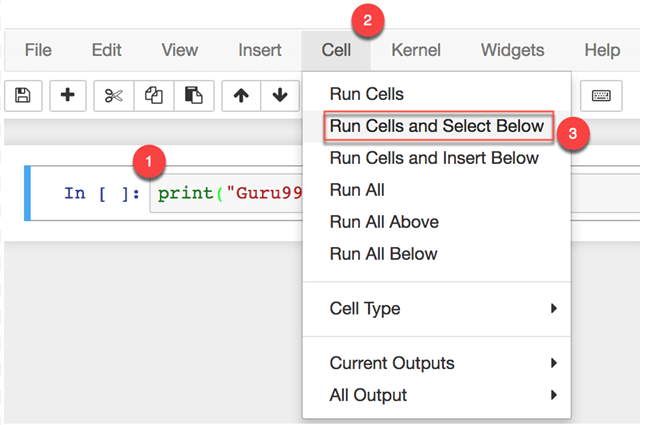 2
File Edit View Insert Cell Kernel Widgets Help
Run Cells
Run Cells and Select Below
3
Run Cells and Insert Below
1
In [ ]: print("Guru99
Run All
Run All Above
Run All Below
Cell Type
Current Outputs
All Output